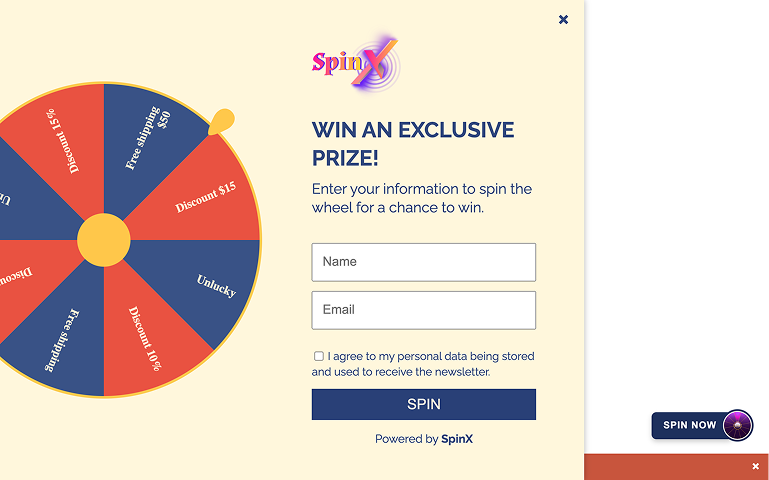 SpinX
WIN AN EXCLUSIVE
PRIZE!
Enter your information to spin the
wheel for a chance to win.
Name
Email
I agree to my personal data being stored
and used to receive the newsletter.
SPIN
Powered by SpinX
Discount 15%
Free shipping
$50
Discount $15
Unlucky
Discount 10%
Free shipping
SPIN NOW